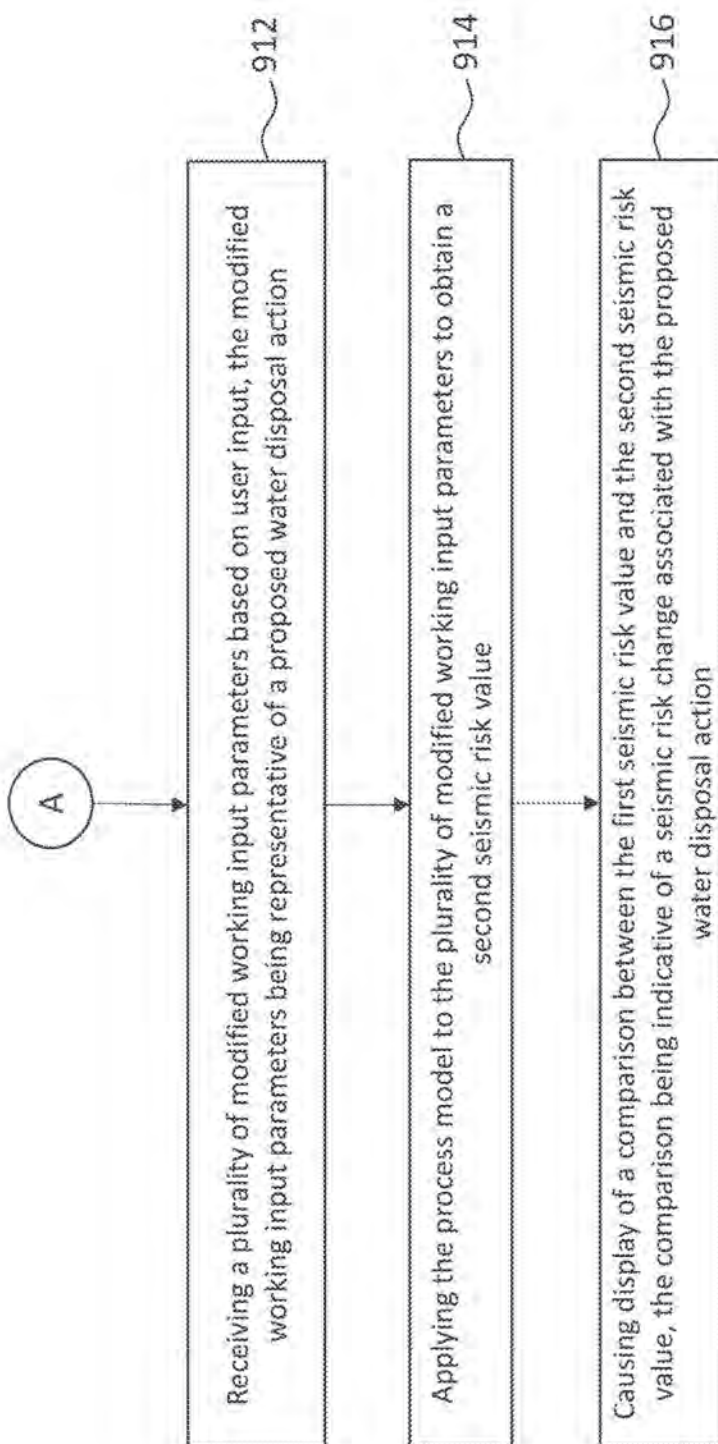 A
Receiving a plurality of modified working input parameters based on user input, the modified
working input parameters being representative of a proposed water disposal action
912
Applying the process model to the plurality of modified working input parameters to obtain a
second seismic risk value
914
Causing display of a comparison between the first seismic risk value and the second seismic risk
value, the comparison being indicative of a seismic risk change associated with the proposed
water disposal action
916